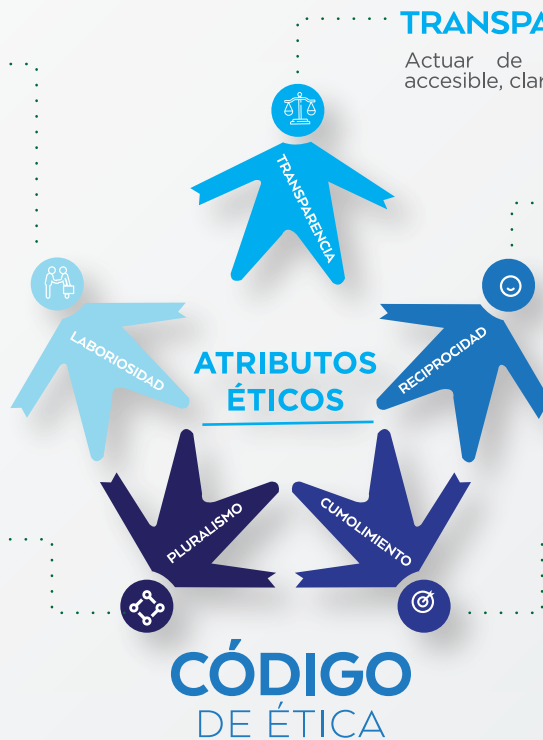 TRANSPA
Actuar de
accesible, clar
TRANSPARENCIA
LABORIOSIDAD
RECIPROCIDAD
ATRIBUTOS
ÉTICOS
PLURALISMO
CUMOLIMIENTO
CÓDIGO
DE ÉTICA